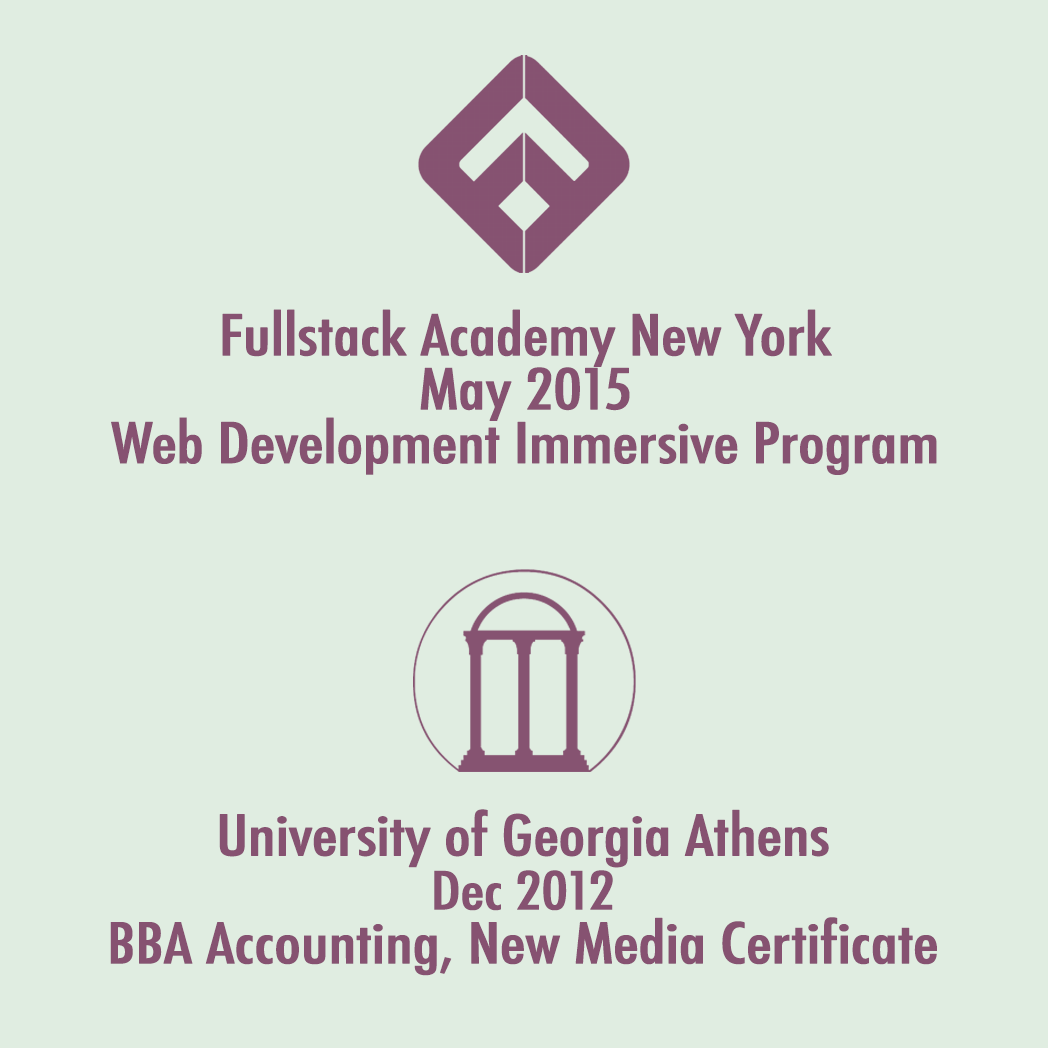 Fullstack Academy New York
May 2015
Web Development Immersive Program
University of Georgia Athens
Dec 2012
BBA Accounting, New Media Certificate